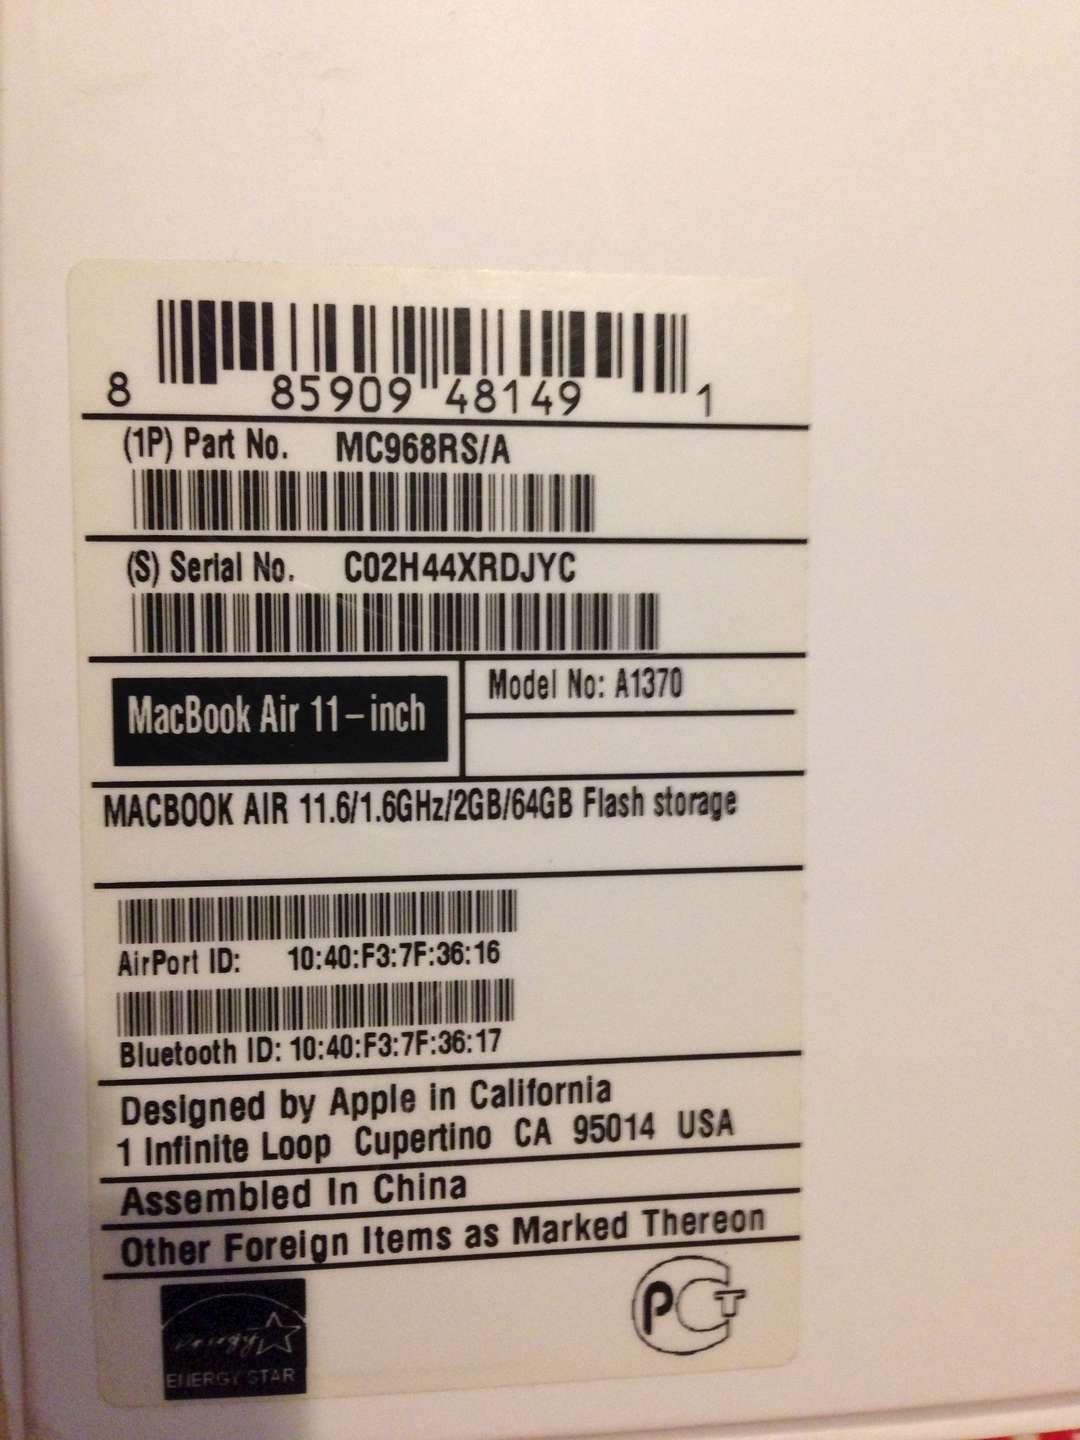 8 85909 48149 1
(1P) Part No. MC968RS/A
(S) Serial No. C02H44XRDJYC
MacBook Air 11-inch
Model No: A1370
MACBOOK AIR 11.6/1.6GHz/2GB/64GB Flash storage
AirPort ID: 10:40:F3:7F:36:16
Bluetooth ID: 10:40:F3:7F:36:17
Designed by Apple in California
1 Infinite Loop Cupertino CA 95014 USA
Assembled In China
Other Foreign Items as Marked Thereon
energy
ENERGY STAR
РСТ